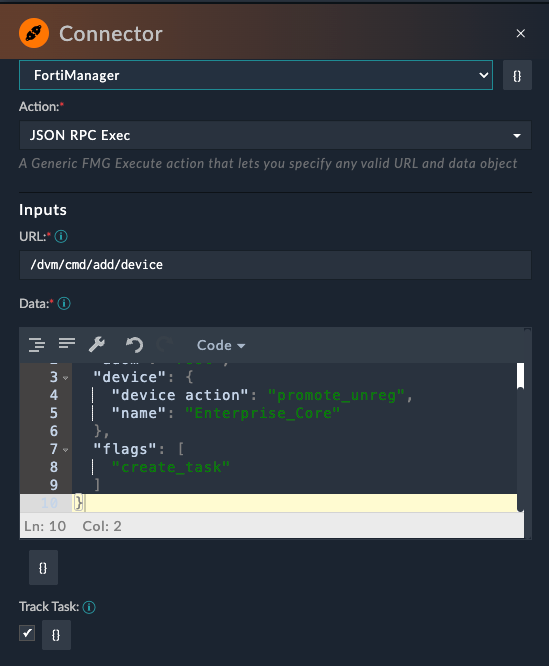 Connector
FortiManager {}
Action:*
JSON RPC Exec
A Generic FMG Execute action that lets you specify any valid URL and data object
Inputs
URL:*
/dvm/cmd/add/device
Data:*
Code
3 "device": {
4 "device action": "promote_unreg",
5 "name": "Enterprise_Core"
6 },
7 "flags": [
8 "create_task"
9 ]
10 }
Ln: 10 Col: 2
{}
Track Task:
{}